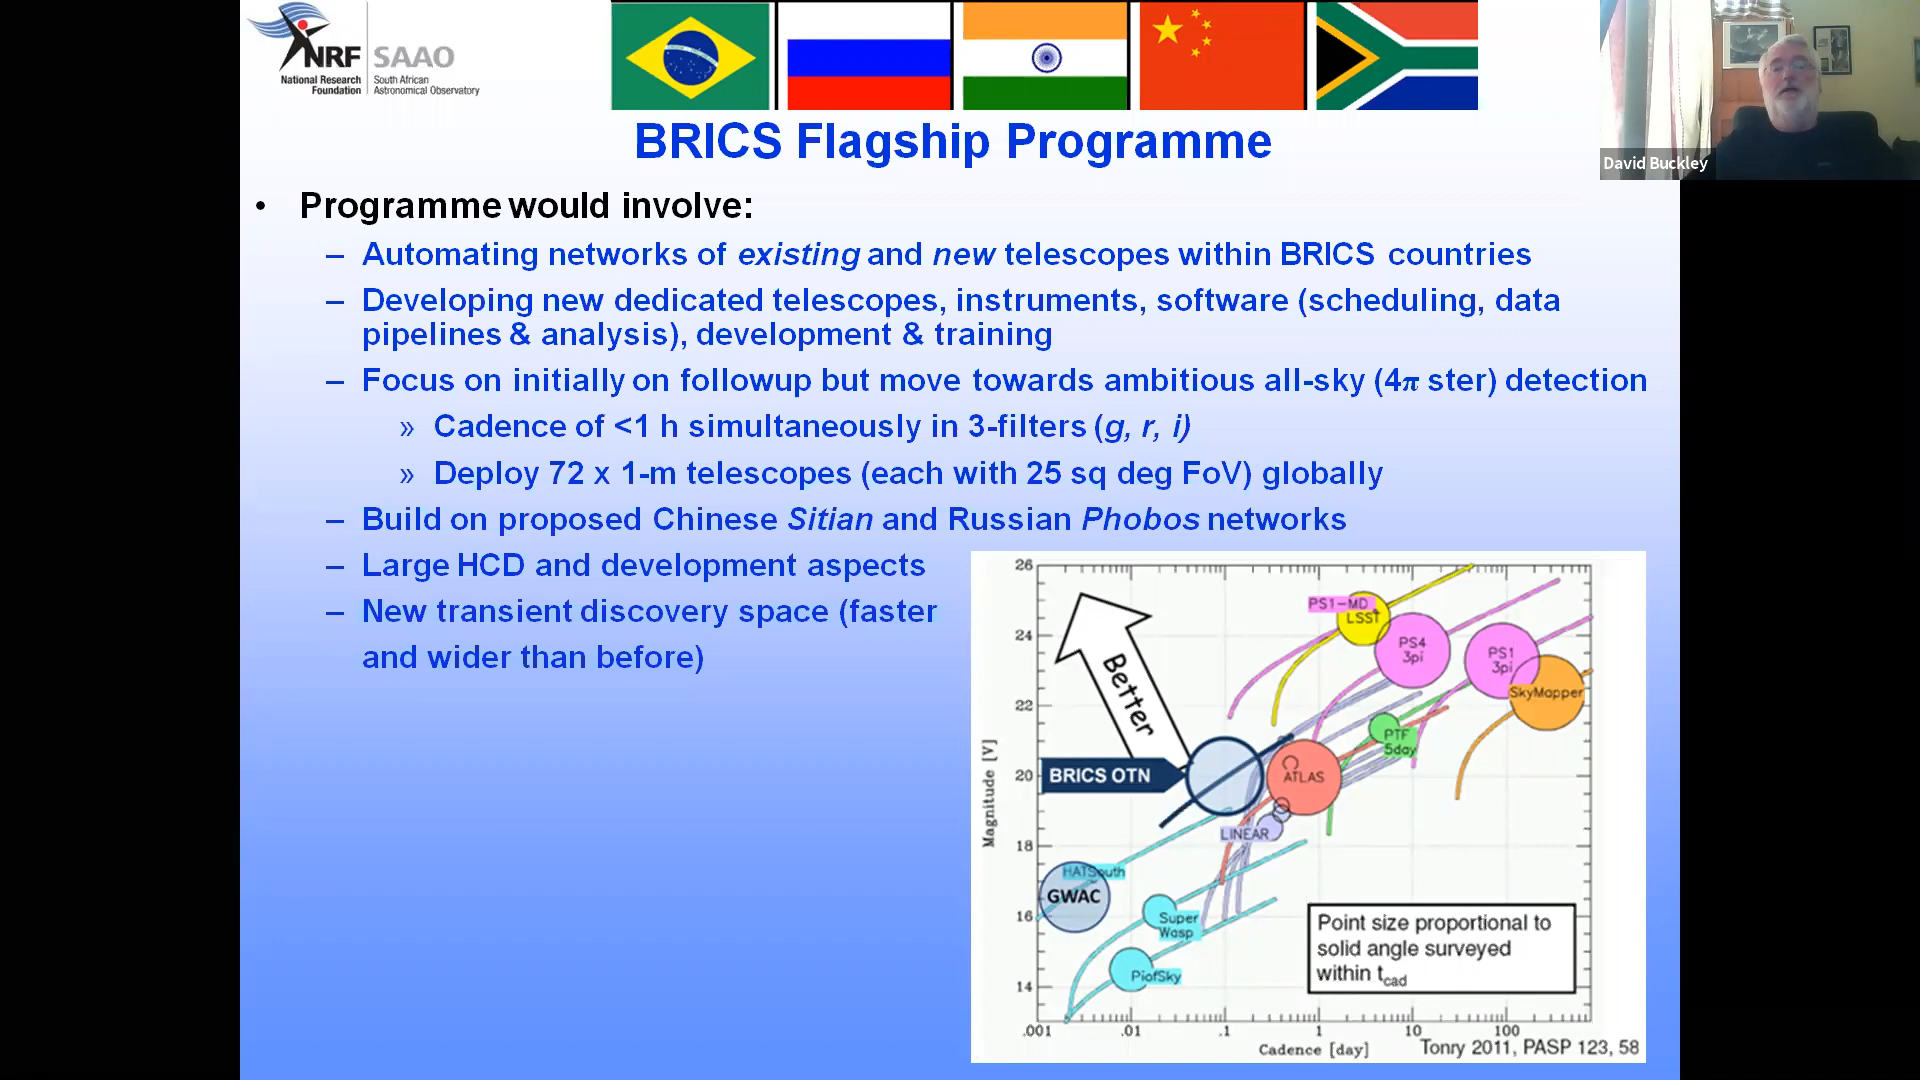 NRF SAAO
National Research Foundation
South African Astronomical Observatory
David Buckley
BRICS Flagship Programme
• Programme would involve:
– Automating networks of existing and new telescopes within BRICS countries
– Developing new dedicated telescopes, instruments, software (scheduling, data
pipelines & analysis), development & training
– Focus on initially on followup but move towards ambitious all-sky (4π ster) detection
» Cadence of <1 h simultaneously in 3-filters (g, r, i)
» Deploy 72 x 1-m telescopes (each with 25 sq deg FoV) globally
– Build on proposed Chinese Sitian and Russian Phobos networks
– Large HCD and development aspects
– New transient discovery space (faster
and wider than before)
26
24
22
20
18
16
14
Magnitude [V]
Better
BRICS OTN
PS1-MD
LSST
PS4
3pi
PS1
3pi
SkyMapper
PTF
5day
ATLAS
LINEAR
HATSouth
GWAC
Super
Wasp
PiofSky
Point size proportional to
solid angle surveyed
within tcad
.001 .01 .1 1 10 100
Cadence [day]
Tonry 2011, PASP 123, 58